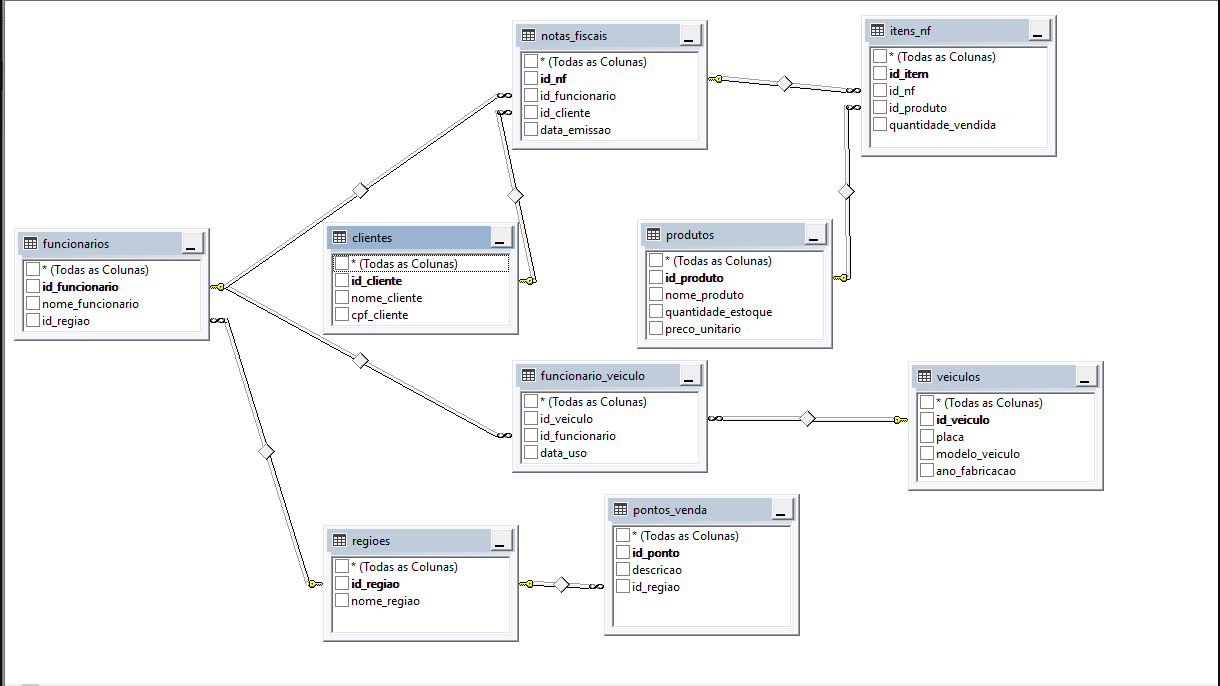 notas_fiscais
* (Todas as Colunas)
id_nf
id_funcionario
id_cliente
data_emissao
itens_nf
* (Todas as Colunas)
id_item
id_nf
id_produto
quantidade_vendida
funcionarios
* (Todas as Colunas)
id_funcionario
nome_funcionario
id_regiao
clientes
* (Todas as Colunas)
id_cliente
nome_cliente
cpf_cliente
produtos
* (Todas as Colunas)
id_produto
nome_produto
quantidade_estoque
preco_unitario
funcionario_veiculo
* (Todas as Colunas)
id_veiculo
id_funcionario
data_uso
veiculos
* (Todas as Colunas)
id_veiculo
placa
modelo_veiculo
ano_fabricacao
regioes
* (Todas as Colunas)
id_regiao
nome_regiao
pontos_venda
* (Todas as Colunas)
id_ponto
descricao
id_regiao